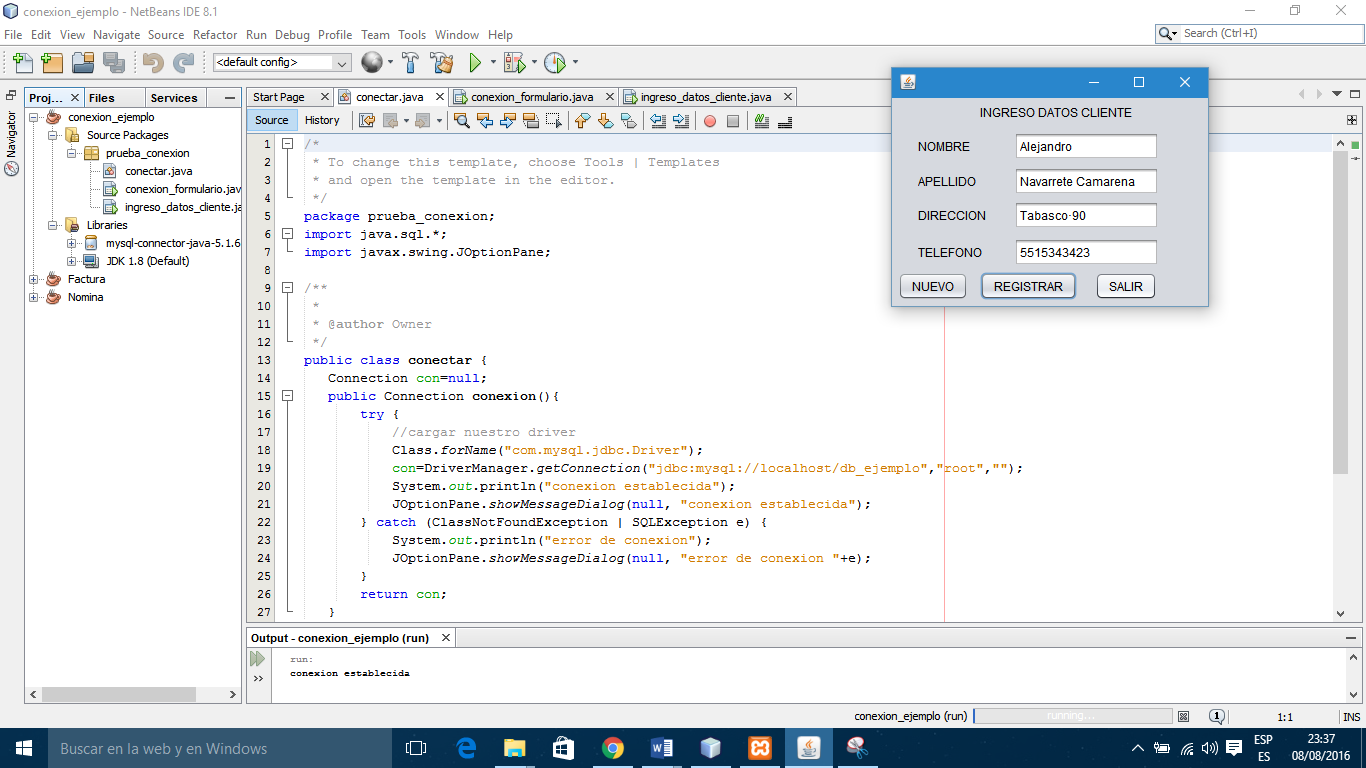 conexion_ejemplo - NetBeans IDE 8.1
File Edit View Navigate Source Refactor Run Debug Profile Team Tools Window Help
Search (Ctrl+I)
<default config>
Proj... Files Services
Navigator
conexion_ejemplo
Source Packages
prueba_conexion
conectar.java
conexion_formulario.jav
ingreso_datos_cliente.ja
Libraries
mysql-connector-java-5.1.6
JDK 1.8 (Default)
Factura
Nomina
Start Page conectar.java conexion_formulario.java ingreso_datos_cliente.java
Source History
1 /*
2 * To change this template, choose Tools | Templates
3 * and open the template in the editor.
4 */
5 package prueba_conexion;
6 import java.sql.*;
7 import javax.swing.JOptionPane;
8
9 /**
10 *
11 * @author Owner
12 */
13 public class conectar {
14 Connection con=null;
15 public Connection conexion(){
16 try {
17 //cargar nuestro driver
18 Class.forName("com.mysql.jdbc.Driver");
19 con=DriverManager.getConnection("jdbc:mysql://localhost/db_ejemplo","root","");
20 System.out.println("conexion establecida");
21 JOptionPane.showMessageDialog(null, "conexion establecida");
22 } catch (ClassNotFoundException | SQLException e) {
23 System.out.println("error de conexion");
24 JOptionPane.showMessageDialog(null, "error de conexion "+e);
25 }
26 return con;
27 }
INGRESO DATOS CLIENTE
NOMBRE Alejandro
APELLIDO Navarrete Camarena
DIRECCION Tabasco·90
TELEFONO 5515343423
NUEVO REGISTRAR SALIR
Output - conexion_ejemplo (run)
run:
conexion establecida
conexion_ejemplo (run) running... 1 1:1 INS
Buscar en la web y en Windows
ESP
ES
23:37
08/08/2016